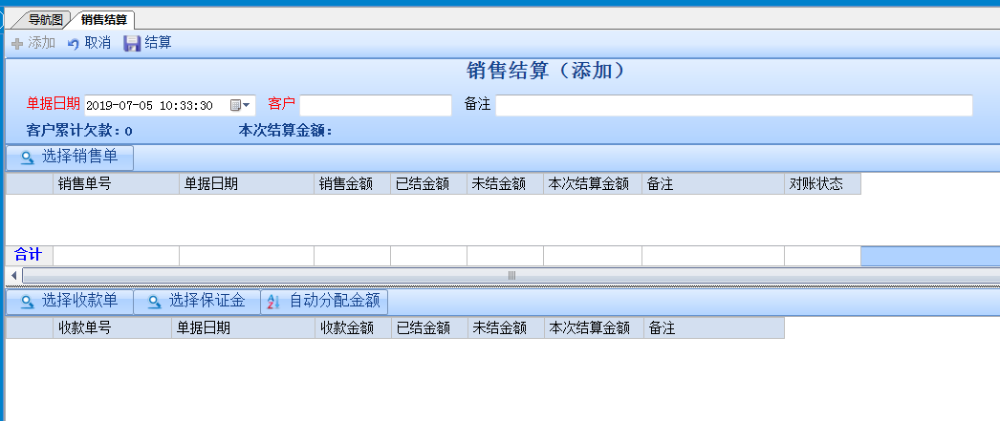 导航图 销售结算
添加 取消 结算
销售结算（添加）
单据日期 2019-07-05 10:33:30 客户 备注
客户累计欠款：0 本次结算金额：
选择销售单
销售单号 单据日期 销售金额 已结金额 未结金额 本次结算金额 备注 对账状态
合计
选择收款单 选择保证金 自动分配金额
收款单号 单据日期 收款金额 已结金额 未结金额 本次结算金额 备注